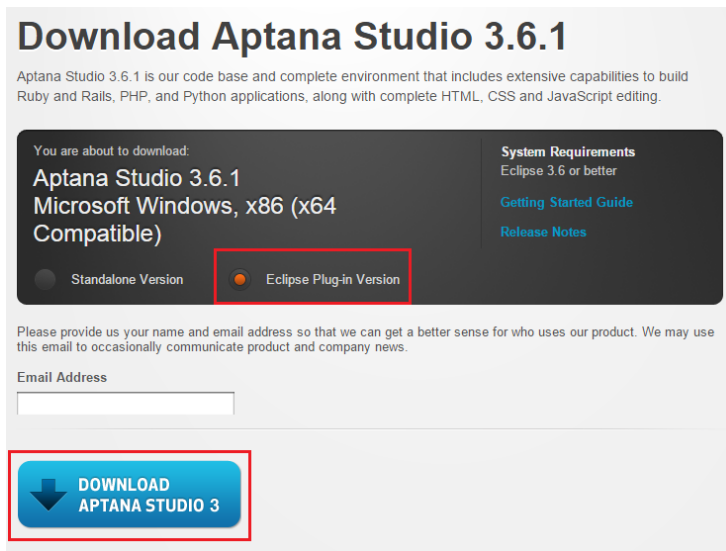 Download Aptana Studio 3.6.1
Aptana Studio 3.6.1 is our code base and complete environment that includes extensive capabilities to build
Ruby and Rails, PHP, and Python applications, along with complete HTML, CSS and JavaScript editing.
You are about to download:
Aptana Studio 3.6.1
Microsoft Windows, x86 (x64
Compatible)
Standalone Version
Eclipse Plug-in Version
System Requirements
Eclipse 3.6 or better
Getting Started Guide
Release Notes
Please provide us your name and email address so that we can get a better sense for who uses our product. We may use
this email to occasionally communicate product and company news.
Email Address
DOWNLOAD
APTANA STUDIO 3